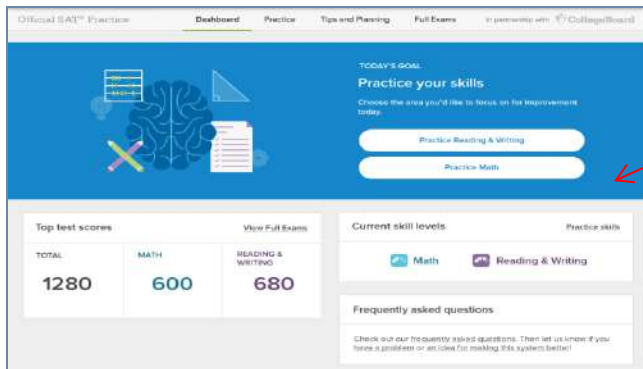 Official SAT™ Practice
Dashboard
Practice
Tips and Planning
Full Exams
in partnership with CollegeBoard
TODAY'S GOAL
Practice your skills
Choose the area you'd like to focus on for improvement
today.
Practice Reading & Writing
Practice Math
Top test scores
View Full Exams
TOTAL
MATH
READING &
WRITING
1280
600
680
Current skill levels
Practice skills
Math
Reading & Writing
Frequently asked questions
Check out our frequently asked questions. Then let us know if you
have a problem or an idea for making this system better!